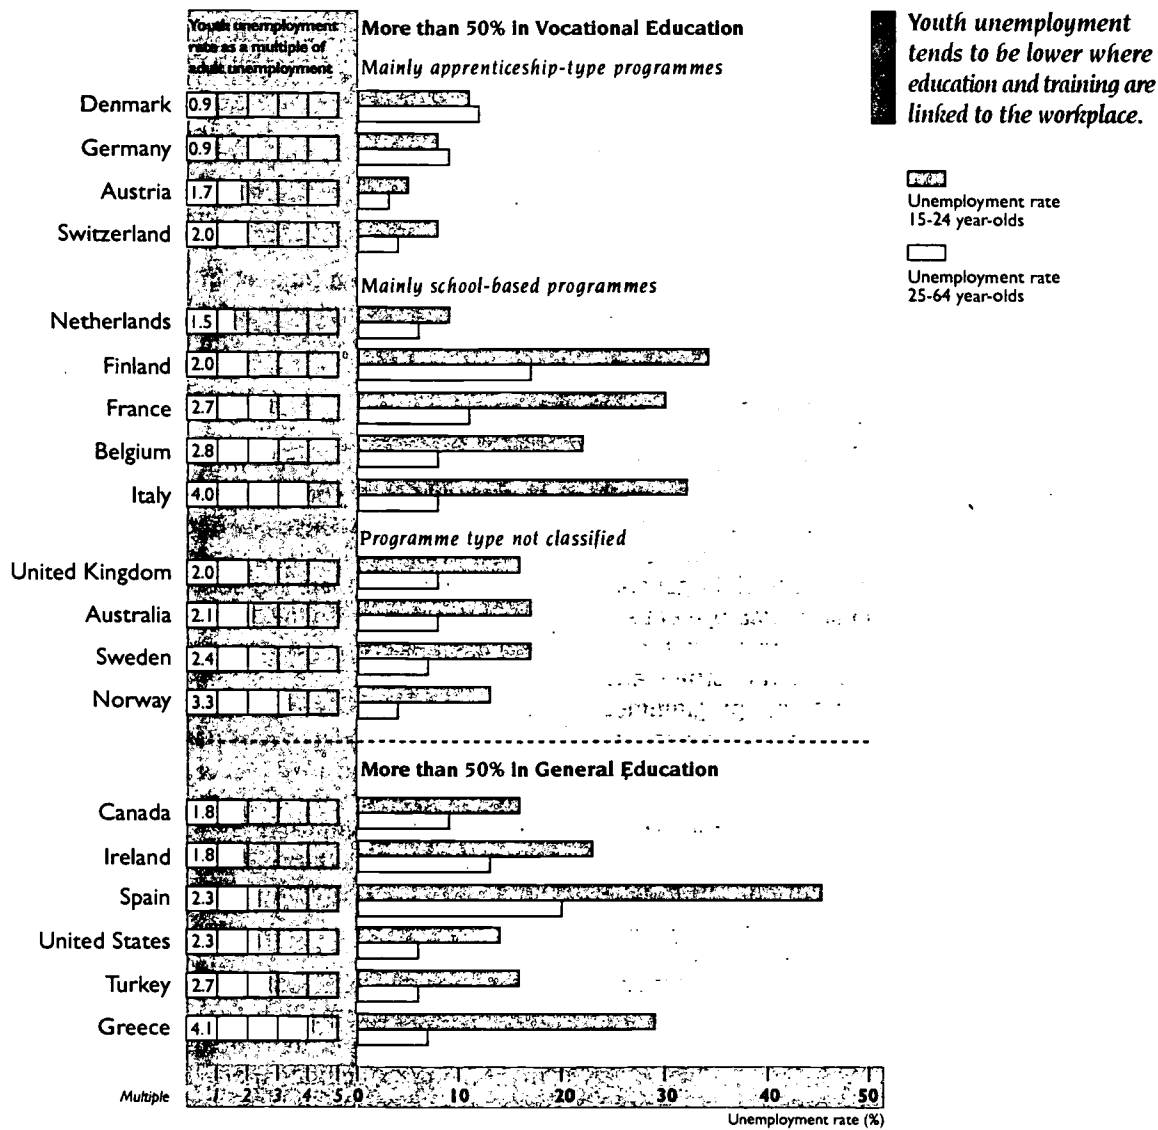 Youth unemployment
rate as a multiple of
adult unemployment
More than 50% in Vocational Education
Mainly apprenticeship-type programmes
Denmark 0.9
Germany 0.9
Austria 1.7
Switzerland 2.0
Mainly school-based programmes
Netherlands 1.5
Finland 2.0
France 2.7
Belgium 2.8
Italy 4.0
Programme type not classified
United Kingdom 2.0
Australia 2.1
Sweden 2.4
Norway 3.3
More than 50% in General Education
Canada 1.8
Ireland 1.8
Spain 2.3
United States 2.3
Turkey 2.7
Greece 4.1
Multiple 1 2 3 4 5 0 10 20 30 40 50
Unemployment rate (%)
Youth unemployment
tends to be lower where
education and training are
linked to the workplace.
Unemployment rate
15-24 year-olds
Unemployment rate
25-64 year-olds